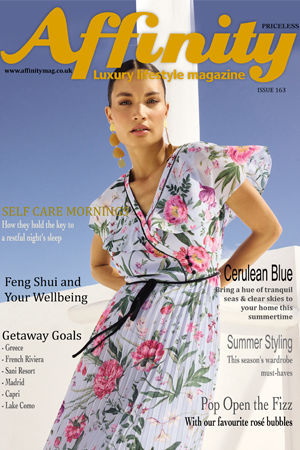 PRICELESS
Affinity
www.affinitymag.co.uk
Luxury lifestyle magazine
ISSUE 163
SELF CARE MORNINGS
How they hold the key to
a restful night's sleep
Feng Shui and
Your Wellbeing
Getaway Goals
- Greece
- French Riviera
- Sani Resort
- Madrid
- Capri
- Lake Como
Cerulean Blue
Bring a hue of tranquil
seas & clear skies to
your home this
summertime
Summer Styling
This season's wardrobe
must-haves
Pop Open the Fizz
With our favourite rosé bubbles